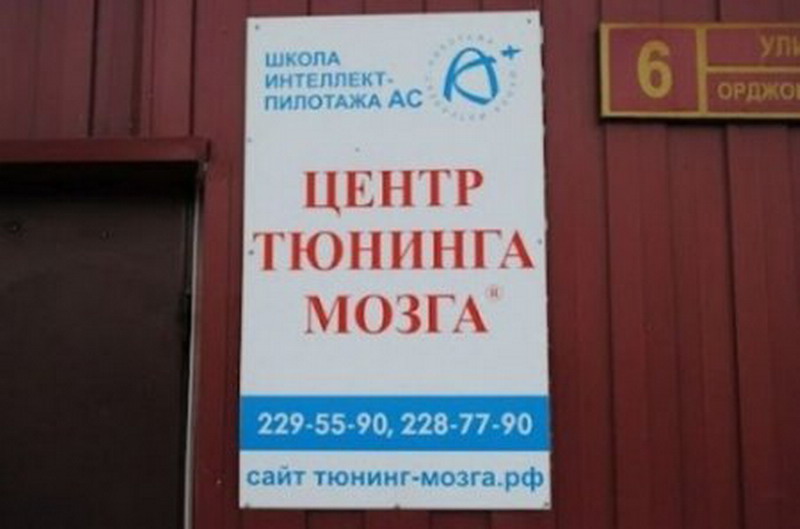 ШКОЛА
ИНТЕЛЛЕКТ-
ПИЛОТАЖА АС
ЦЕНТР
ТЮНИНГА
МОЗГА®
229-55-90, 228-77-90
сайт тюнинг-мозга.рф
6
УЛИ
ОРДЖО